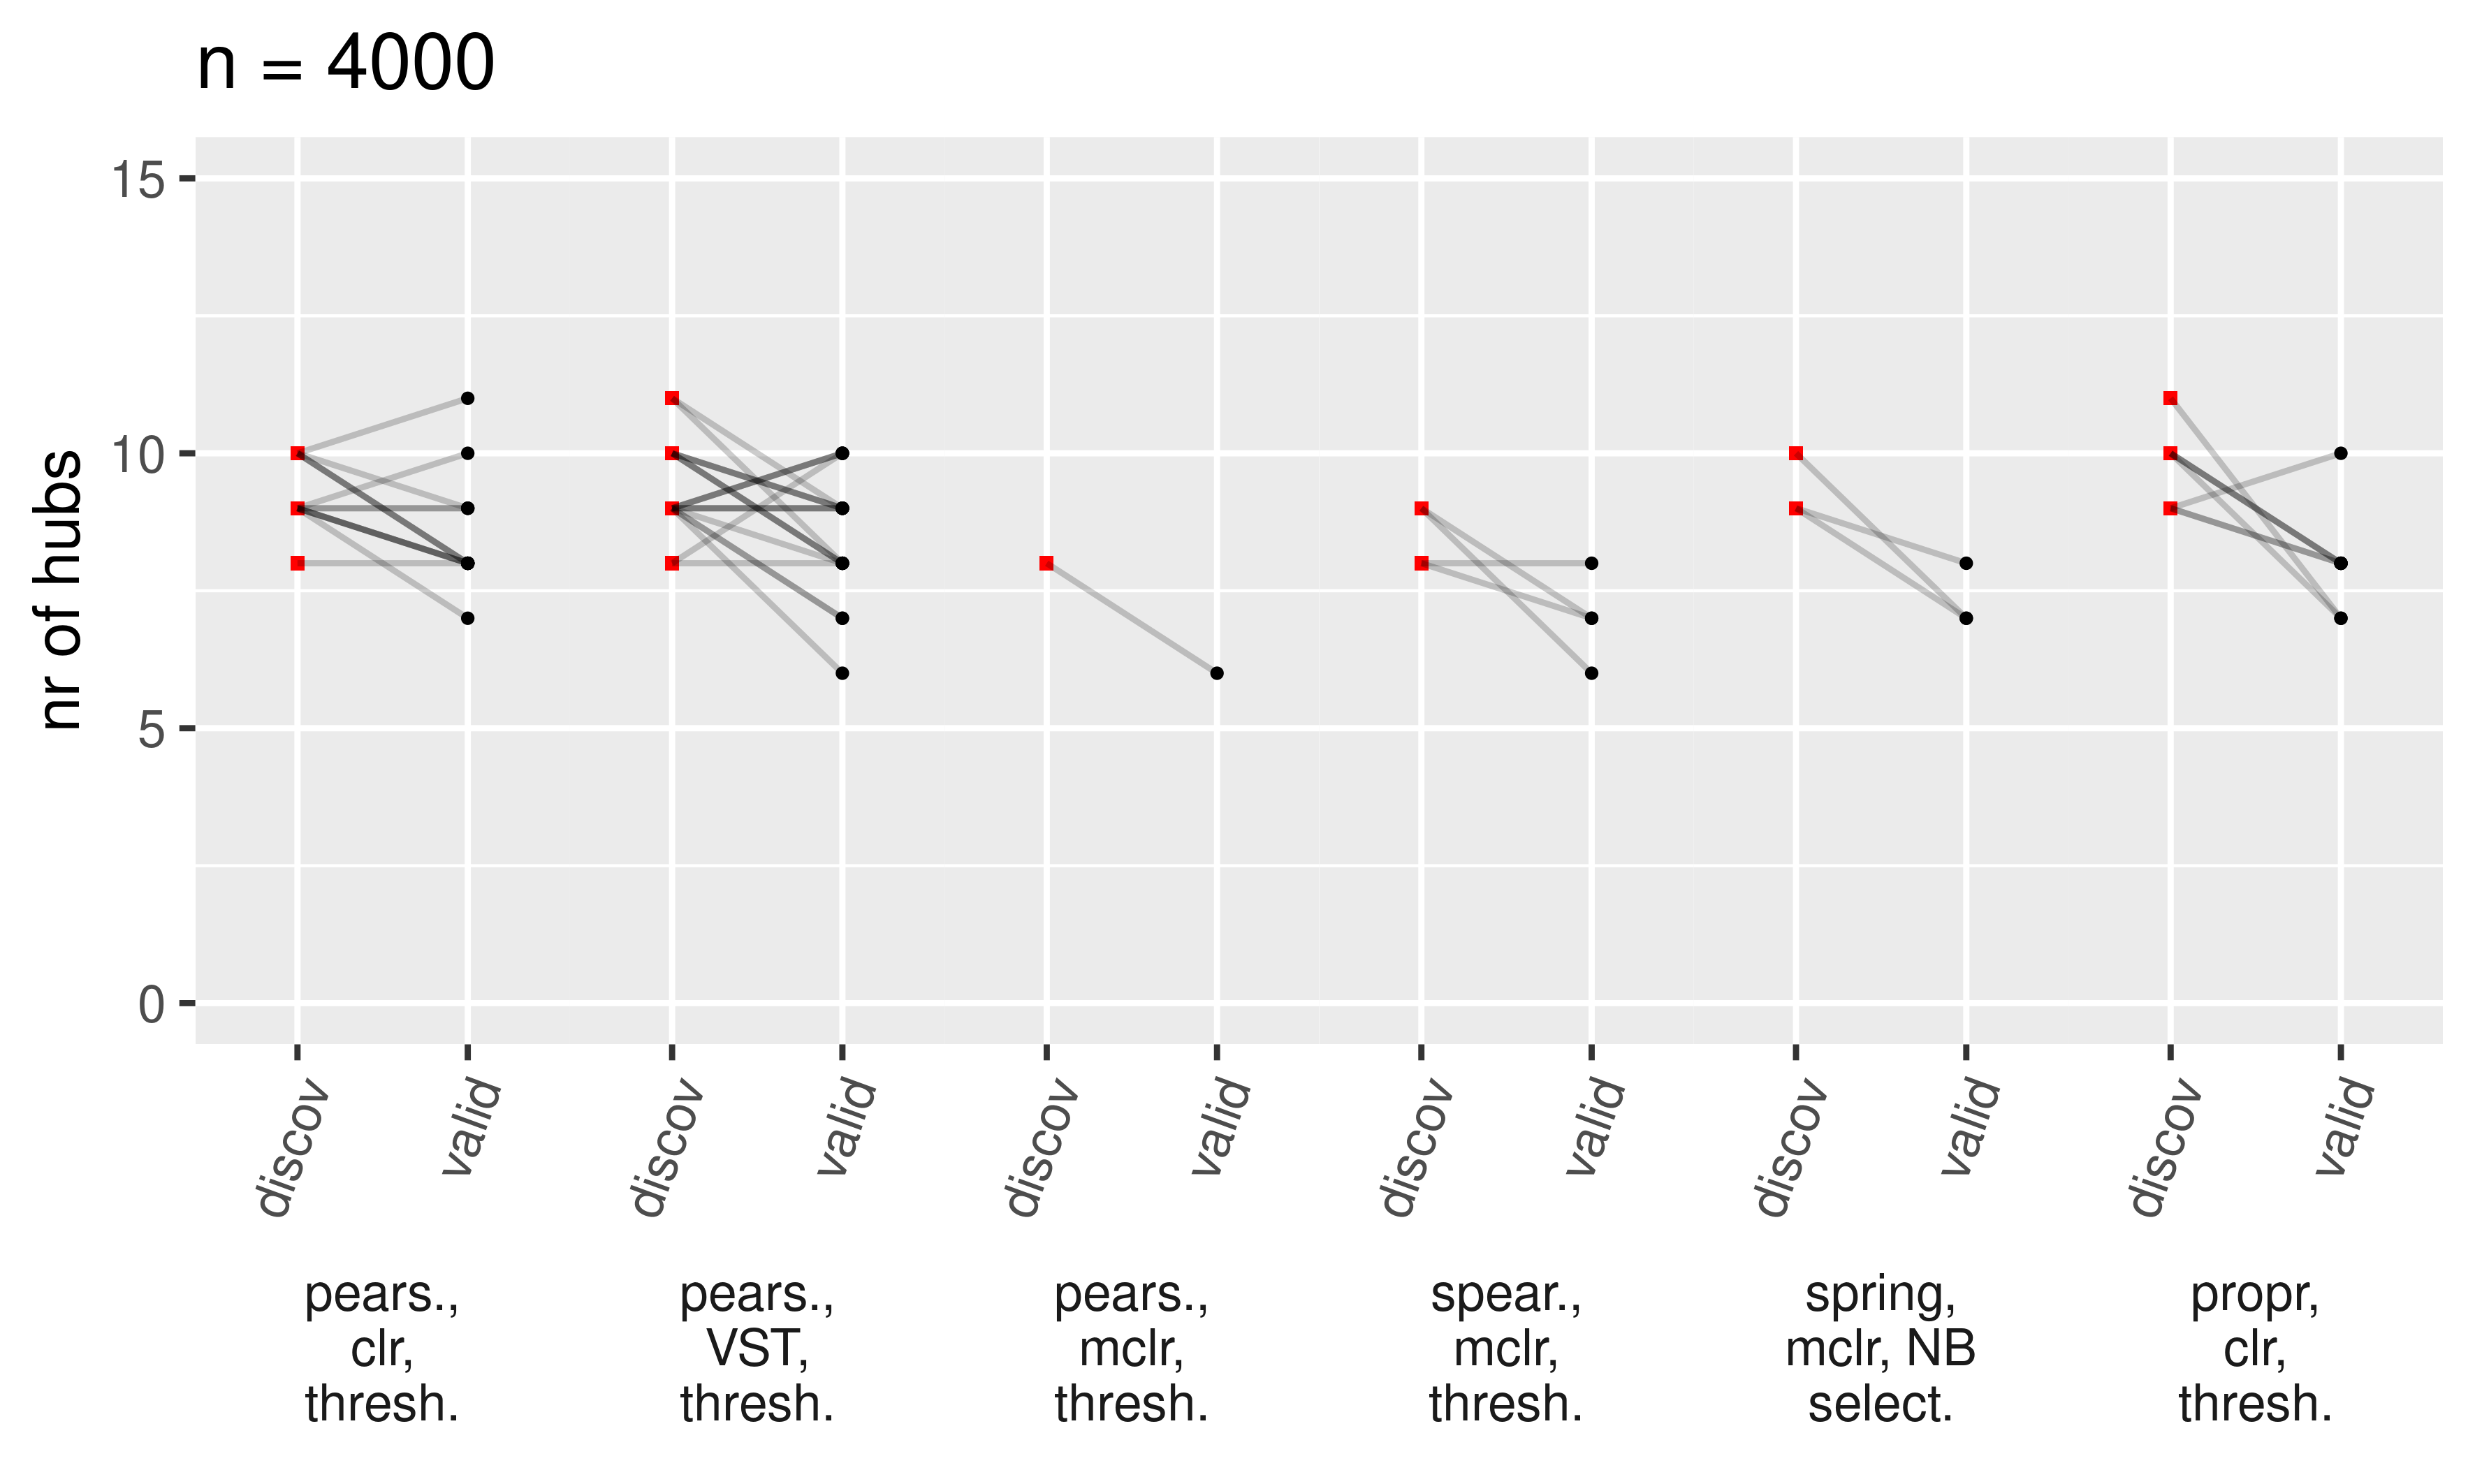 n = 4000
nr of hubs
15
10
5
0
discov valid discov valid discov valid discov valid discov valid discov valid
pears., pears., pears., spear., spring, propr,
clr, VST, mclr, mclr, mclr, NB clr,
thresh. thresh. thresh. thresh. select. thresh.